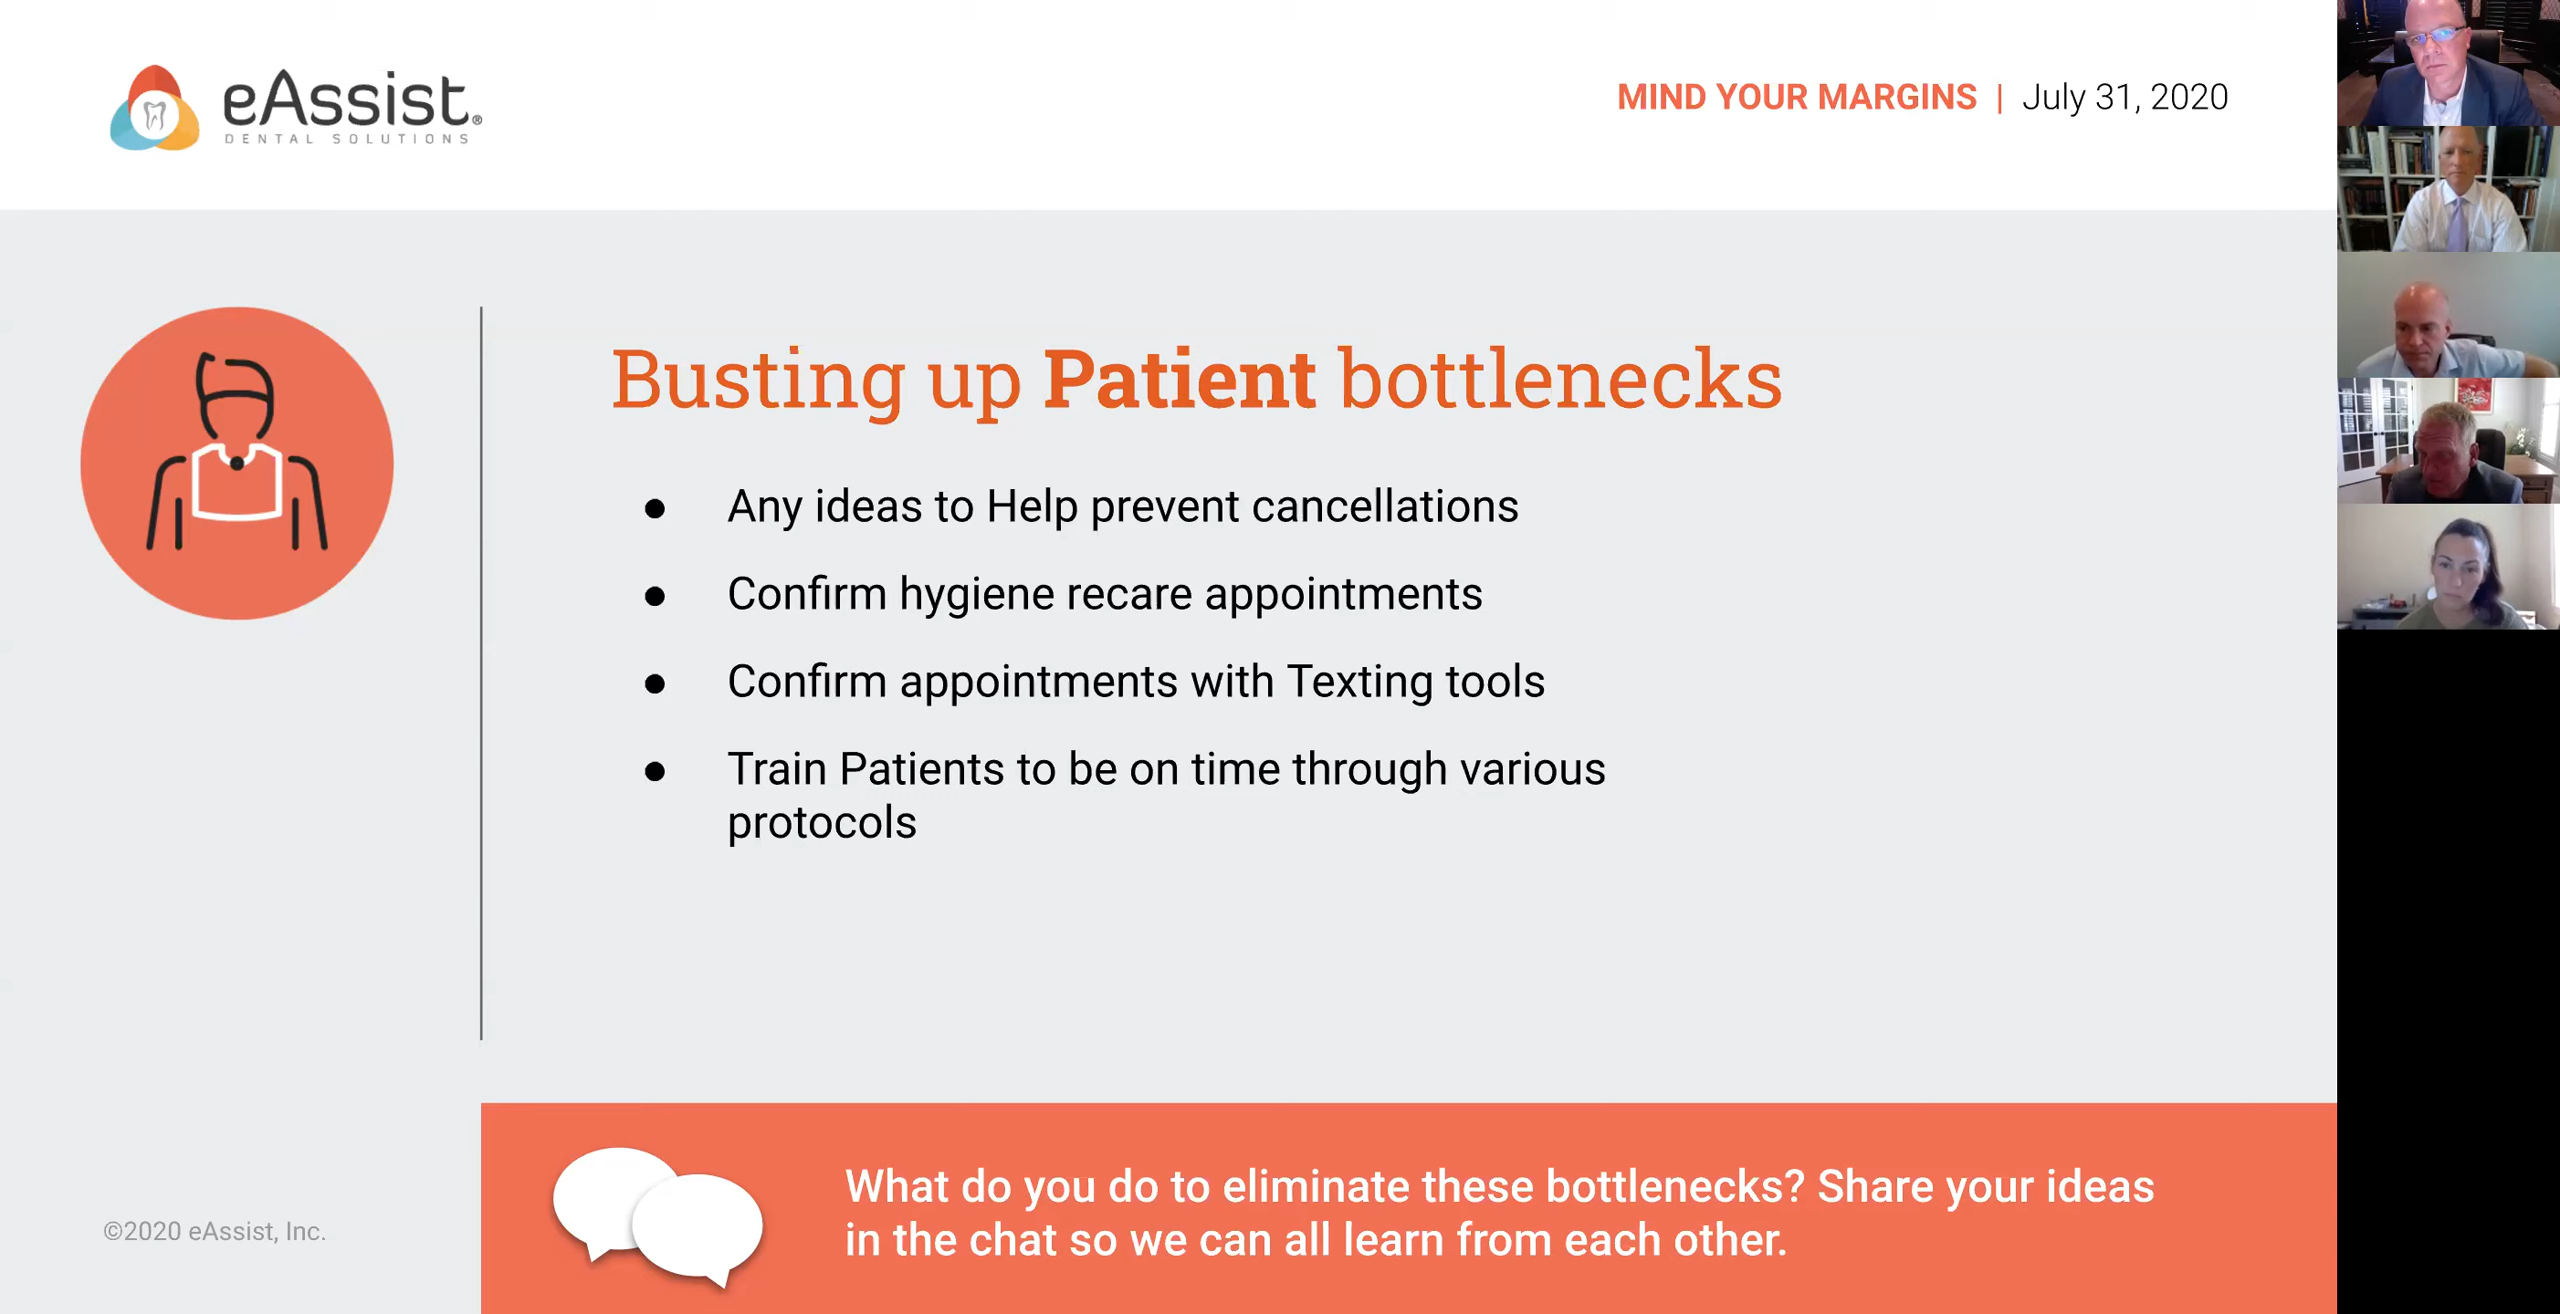 eAssist®
DENTAL SOLUTIONS
MIND YOUR MARGINS | July 31, 2020
Busting up Patient bottlenecks
● Any ideas to Help prevent cancellations
● Confirm hygiene recare appointments
● Confirm appointments with Texting tools
● Train Patients to be on time through various
protocols
What do you do to eliminate these bottlenecks? Share your ideas
in the chat so we can all learn from each other.
©2020 eAssist, Inc.